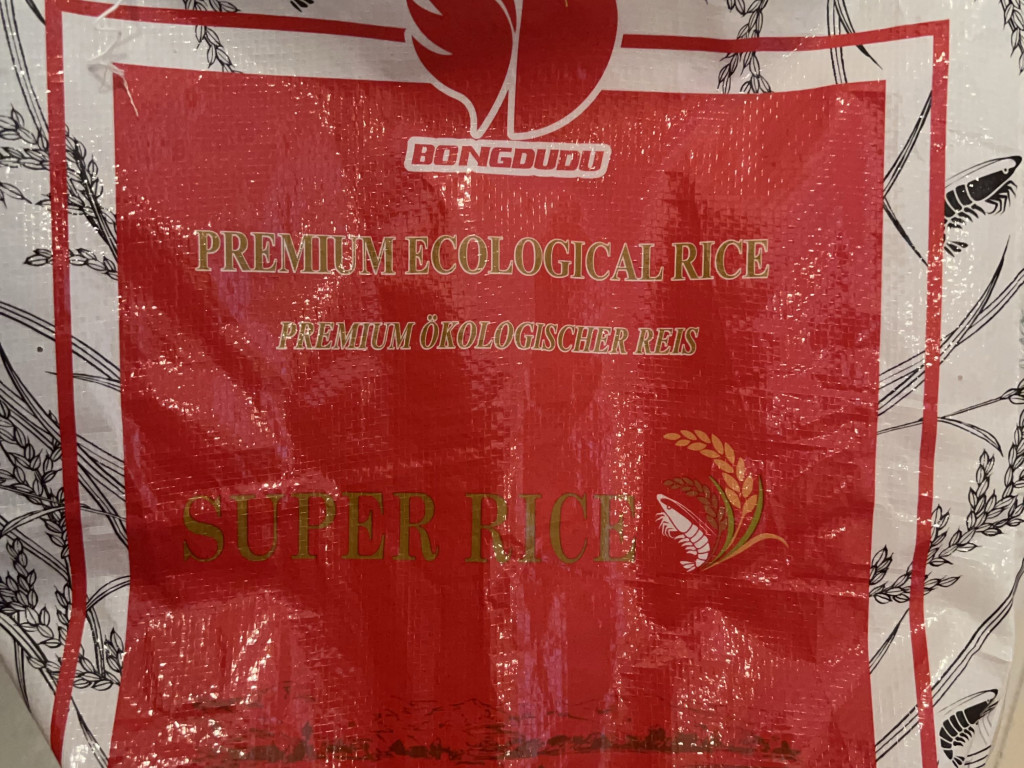 BONGDUDU
PREMIUM ECOLOGICAL RICE
PREMIUM ÖKOLOGISCHER REIS
SUPER RICE